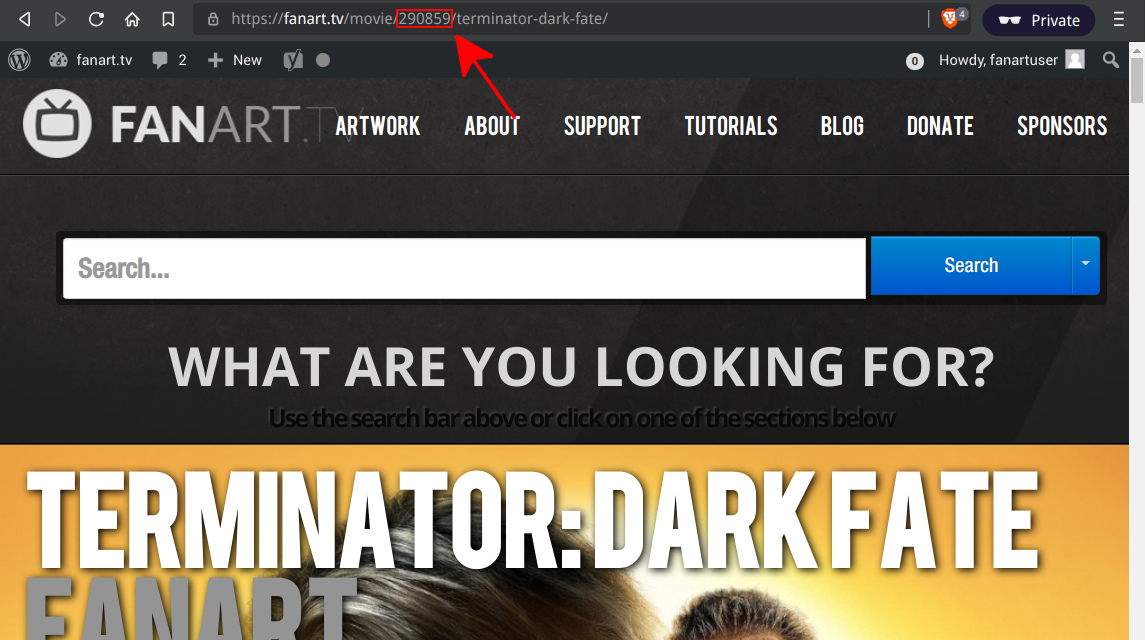 https://fanart.tv/movie/290859/terminator-dark-fate/
4
Private
fanart.tv
2
New
0
Howdy, fanartuser
FANART.TV
ARTWORK
ABOUT
SUPPORT
TUTORIALS
BLOG
DONATE
SPONSORS
Search...
Search
WHAT ARE YOU LOOKING FOR?
Use the search bar above or click on one of the sections below
TERMINATOR: DARK FATE
FANART